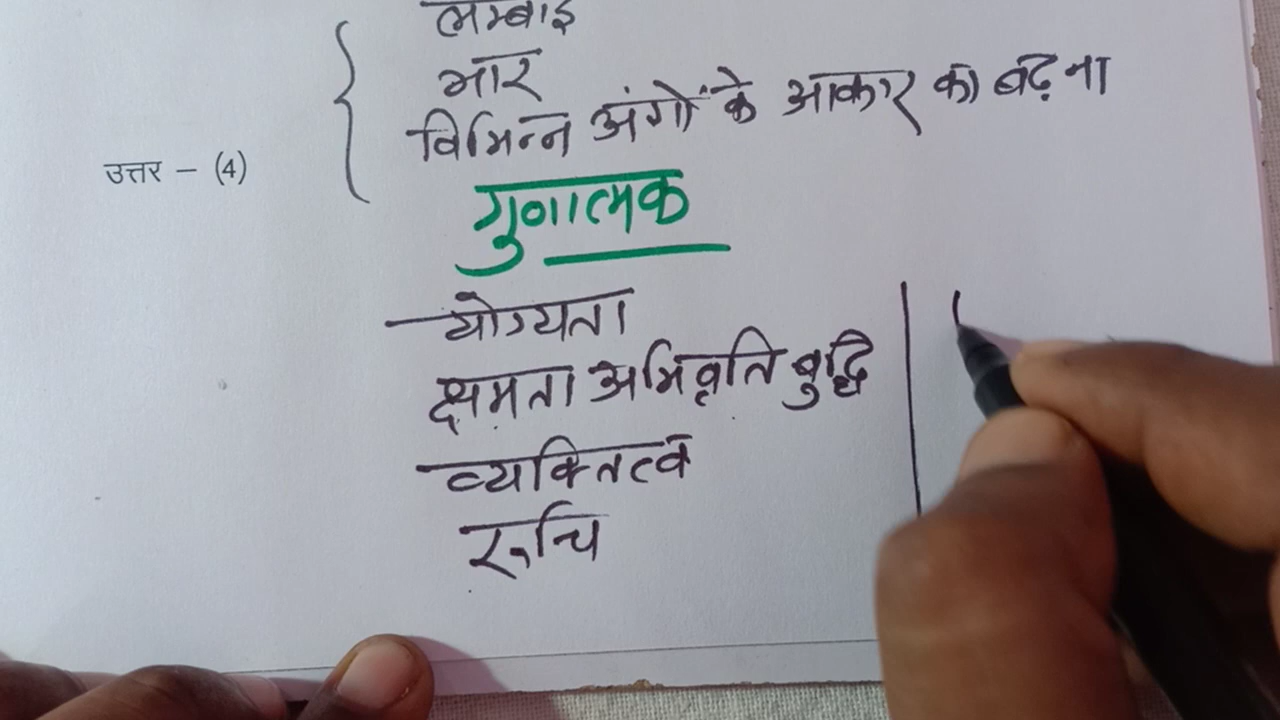 लम्बाई
भार
विभिन्न अंगों के आकार का बढ़ना
उत्तर – (4)
गुणात्मक
योग्यता
क्षमता अभिवृति बुद्धि
व्यक्तित्व
रुचि